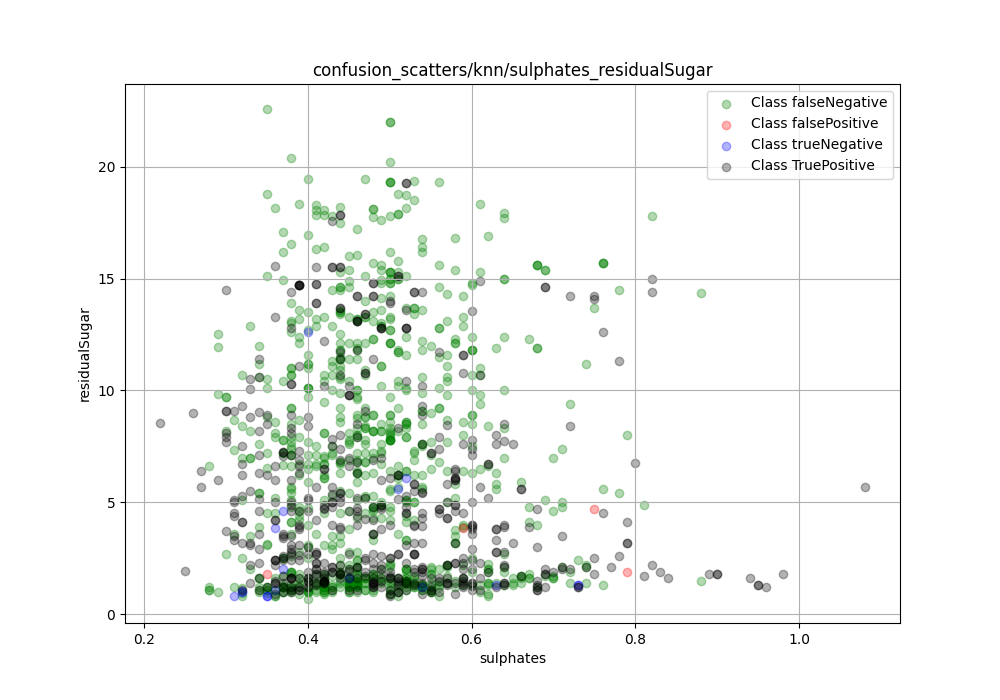 confusion_scatters/knn/sulphates_residualSugar
Class falseNegative
Class falsePositive
Class trueNegative
Class TruePositive
residualSugar
20
15
10
5
0
0.2 0.4 0.6 0.8 1.0
sulphates